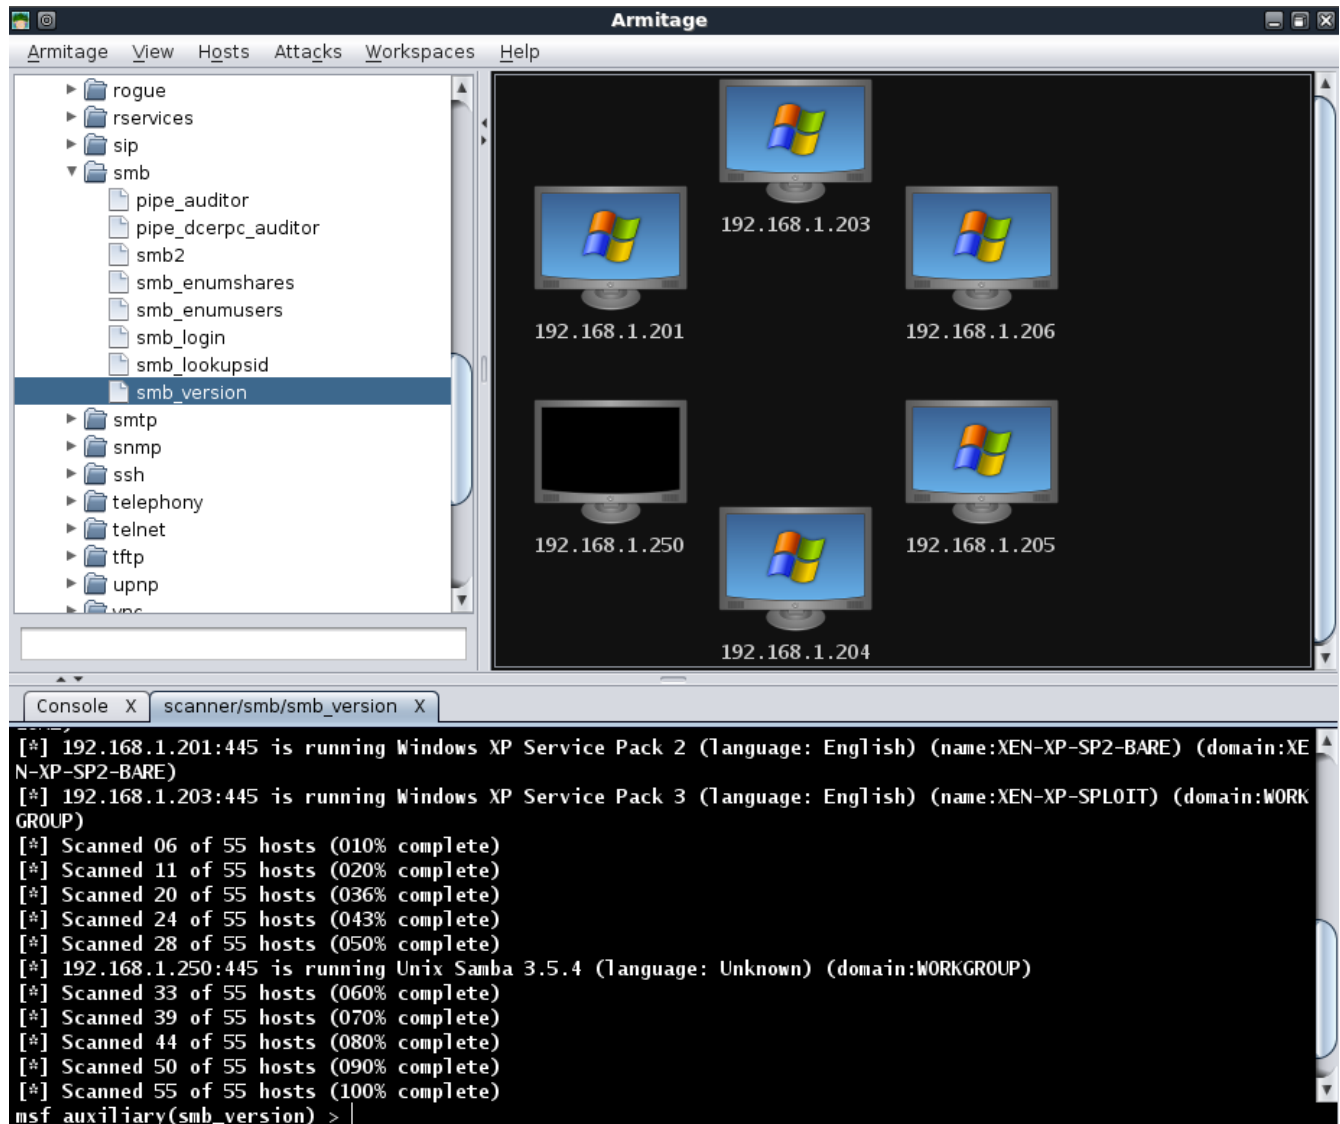 Armitage
Armitage View Hosts Attacks Workspaces Help
rogue
rservices
sip
smb
pipe_auditor
pipe_dcerpc_auditor
smb2
smb_enumshares
smb_enumusers
smb_login
smb_lookupsid
smb_version
smtp
snmp
ssh
telephony
telnet
tftp
upnp
192.168.1.203
192.168.1.201
192.168.1.206
192.168.1.250
192.168.1.205
192.168.1.204
Console X scanner/smb/smb_version X
[*] 192.168.1.201:445 is running Windows XP Service Pack 2 (language: English) (name:XEN-XP-SP2-BARE) (domain:XE
N-XP-SP2-BARE)
[*] 192.168.1.203:445 is running Windows XP Service Pack 3 (language: English) (name:XEN-XP-SPLOIT) (domain:WORK
GROUP)
[*] Scanned 06 of 55 hosts (010% complete)
[*] Scanned 11 of 55 hosts (020% complete)
[*] Scanned 20 of 55 hosts (036% complete)
[*] Scanned 24 of 55 hosts (043% complete)
[*] Scanned 28 of 55 hosts (050% complete)
[*] 192.168.1.250:445 is running Unix Samba 3.5.4 (language: Unknown) (domain:WORKGROUP)
[*] Scanned 33 of 55 hosts (060% complete)
[*] Scanned 39 of 55 hosts (070% complete)
[*] Scanned 44 of 55 hosts (080% complete)
[*] Scanned 50 of 55 hosts (090% complete)
[*] Scanned 55 of 55 hosts (100% complete)
msf auxiliary(smb_version) >